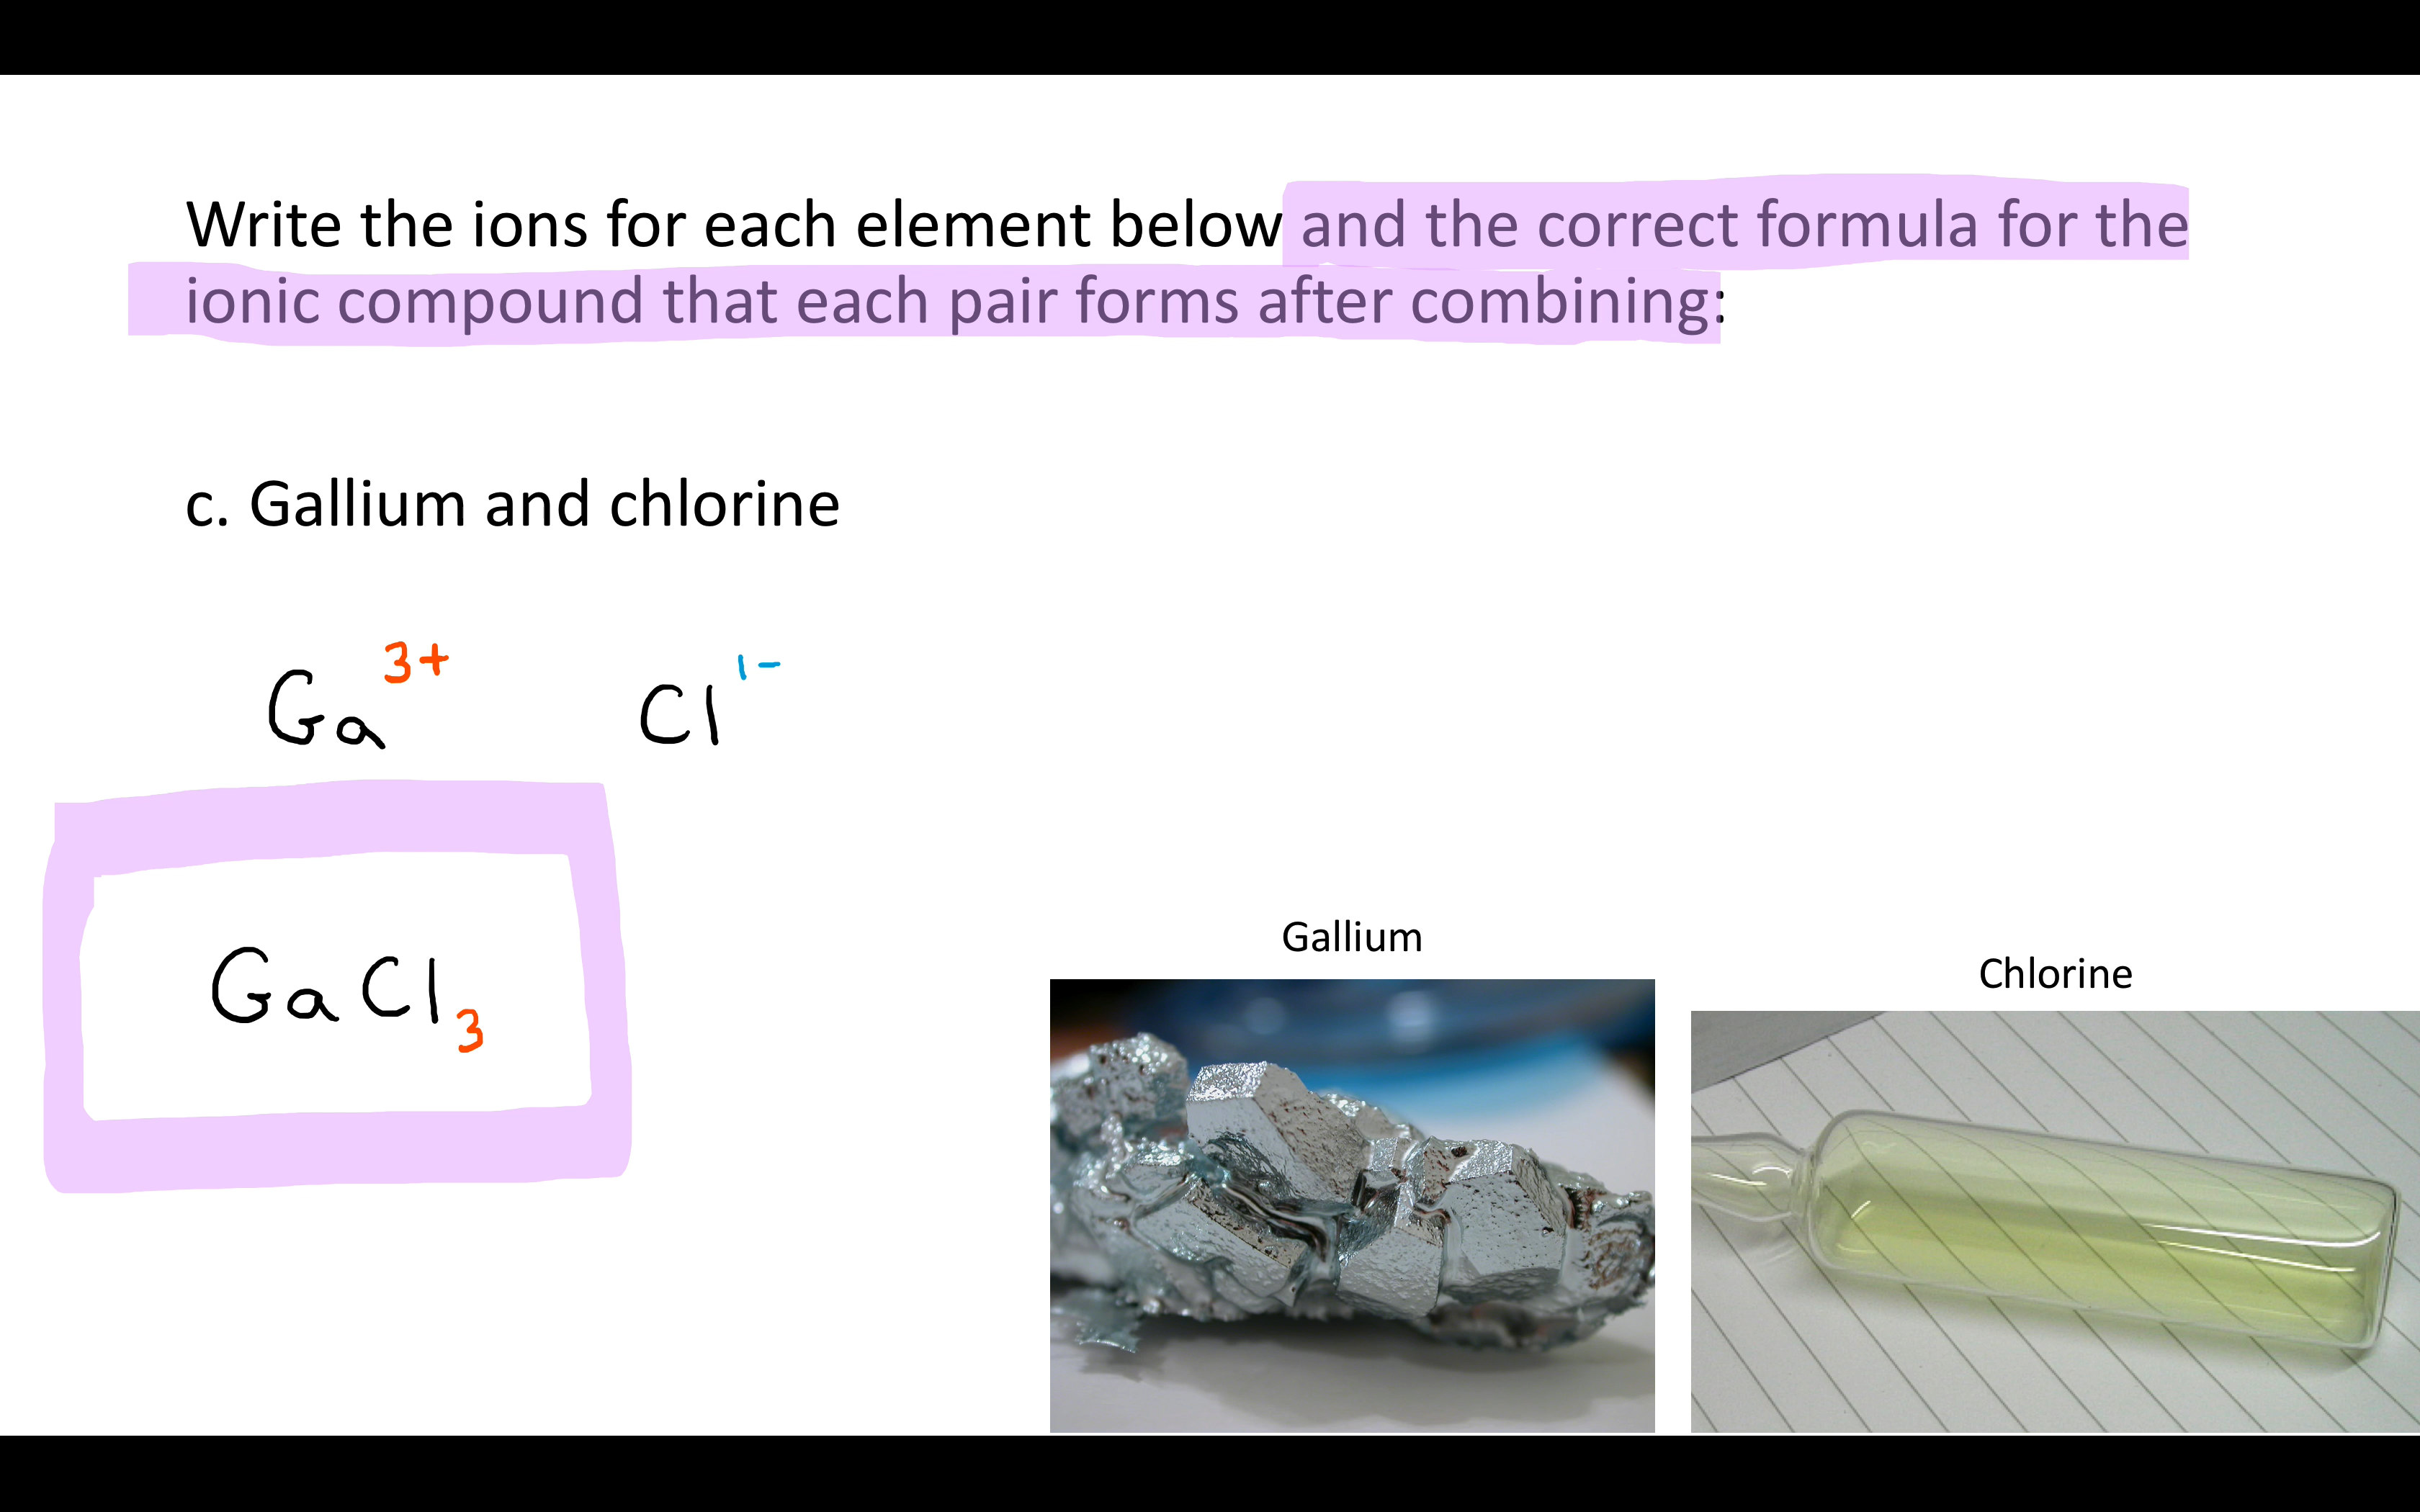 Write the ions for each element below and the correct formula for the
ionic compound that each pair forms after combining:
c. Gallium and chlorine
Ga³⁺ Cl¹⁻
GaCl₃
Gallium
Chlorine